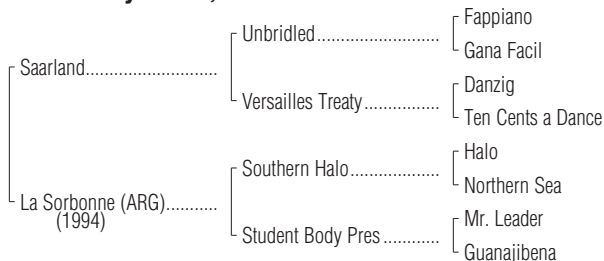 Fappiano
Unbridled...................
Gana Facil
Saarland...........................
Danzig
Versailles Treaty................
Ten Cents a Dance
Halo
Southern Halo...................
Northern Sea
La Sorbonne (ARG)...........
(1994)
Mr. Leader
Student Body Pres ............
Guanajibena